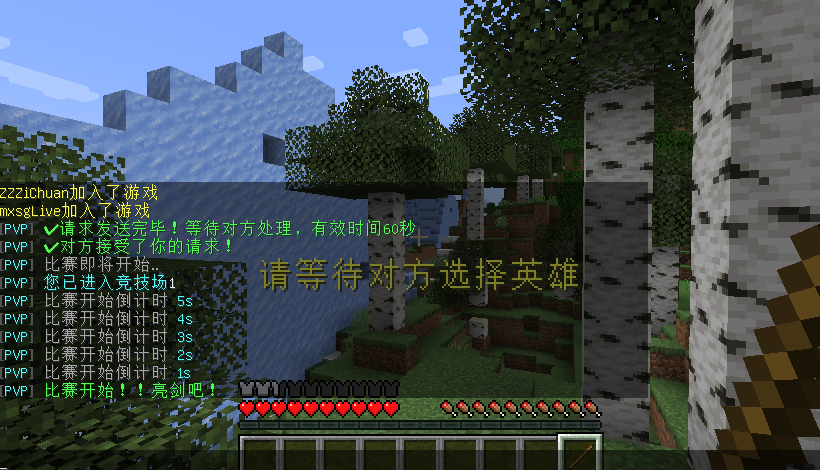 ZZZiChuan加入了游戏
mxsgLive加入了游戏
[PVP] ✔请求发送完毕！等待对方处理，有效时间60秒
[PVP] ✔对方接受了你的请求！
[PVP] 比赛即将开始..
请等待对方选择英雄
[PVP] 您已进入竞技场1
[PVP] 比赛开始倒计时 5s
[PVP] 比赛开始倒计时 4s
[PVP] 比赛开始倒计时 3s
[PVP] 比赛开始倒计时 2s
[PVP] 比赛开始倒计时 1s
[PVP] 比赛开始！！亮剑吧！